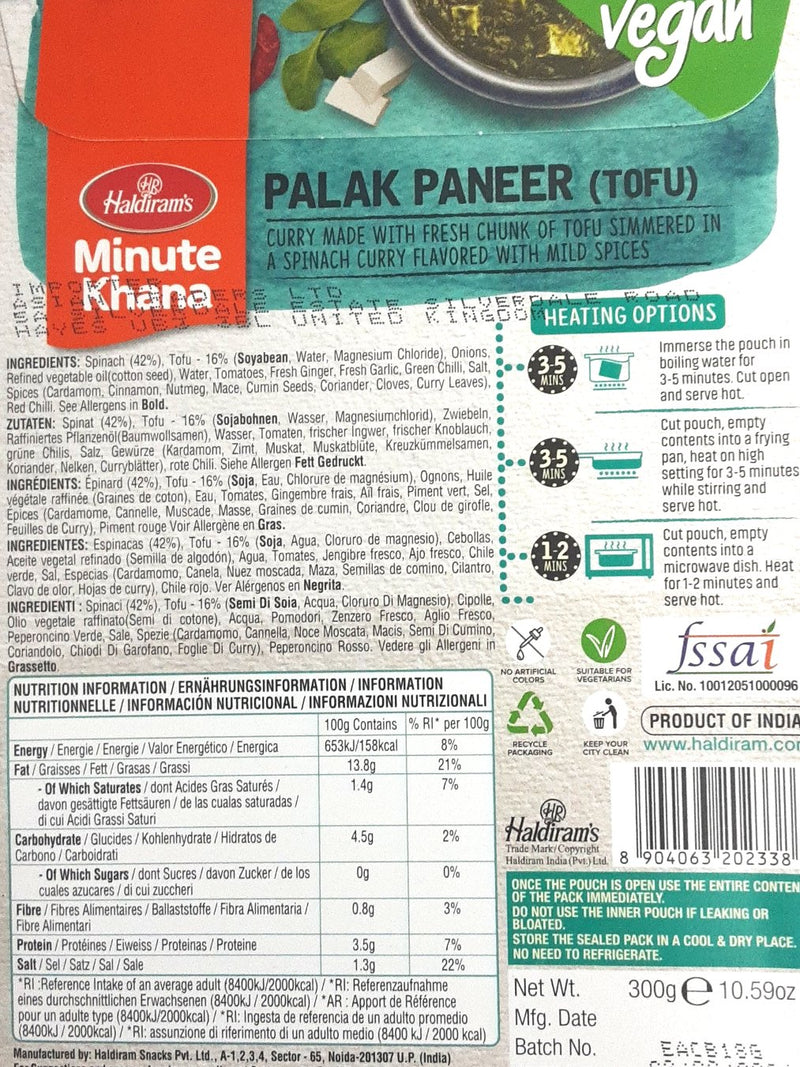 vegan
HR
Haldiram's
Minute
Khana
PALAK PANEER (TOFU)
CURRY MADE WITH FRESH CHUNK OF TOFU SIMMERED IN
A SPINACH CURRY FLAVORED WITH MILD SPICES
LTD
SILVERDALE ROAD
UNITED KINGDOM
INGREDIENTS: Spinach (42%), Tofu - 16% (Soyabean, Water, Magnesium Chloride), Onions,
Refined vegetable oil(cotton seed), Water, Tomatoes, Fresh Ginger, Fresh Garlic, Green Chilli, Salt,
Spices (Cardamom, Cinnamon, Nutmeg, Mace, Cumin Seeds, Coriander, Cloves, Curry Leaves),
Red Chilli. See Allergens in Bold.
ZUTATEN: Spinat (42%), Tofu - 16% (Sojabohnen, Wasser, Magnesiumchlorid), Zwiebeln,
Raffiniertes Pflanzenöl(Baumwollsamen), Wasser, Tomaten, frischer Ingwer, frischer Knoblauch,
grüne Chilis, Salz, Gewürze (Kardamom, Zimt, Muskat, Muskatblüte, Kreuzkümmelsamen,
Koriander, Nelken, Curryblätter), rote Chili. Siehe Allergen Fett Gedruckt.
INGRÉDIENTS: Épinard (42%), Tofu - 16% (Soja, Eau, Chlorure de magnésium), Ognons, Huile
végétale raffinée (Graines de coton), Eau, Tomates, Gingembre frais, Ail frais, Piment vert, Sel,
Épices (Cardamome, Cannelle, Muscade, Masse, Graines de cumin, Coriandre, Clou de girofle,
Feuilles de Curry), Piment rouge Voir Allergène en Gras.
INGREDIENTES: Espinacas (42%), Tofu - 16% (Soja, Agua, Cloruro de magnesio), Cebollas,
Aceite vegetal refinado (Semilla de algodón), Agua, Tomates, Jengibre fresco, Ajo fresco, Chile
verde, Sal, Especias (Cardamomo, Canela, Nuez moscada, Maza, Semillas de comino, Cilantro,
Clavo de olor, Hojas de curry), Chile rojo. Ver Alérgenos en Negrita.
INGREDIENTI : Spinaci (42%), Tofu - 16% (Semi Di Soia, Acqua, Cloruro Di Magnesio), Cipolle,
Olio vegetale raffinato(Semi di cotone), Acqua, Pomodori, Zenzero Fresco, Aglio Fresco,
Peperoncino Verde, Sale, Spezie (Cardamomo, Cannella, Noce Moscata, Macis, Semi Di Cumino,
Coriandolo, Chiodi Di Garofano, Foglie Di Curry), Peperoncino Rosso. Vedere gli Allergeni in
Grassetto.
HEATING OPTIONS
3-5
MINS
Immerse the pouch in
boiling water for
3-5 minutes. Cut open
and serve hot.
3-5
MINS
Cut pouch, empty
contents into a frying
pan, heat on high
setting for 3-5 minutes
while stirring and
serve hot.
1-2
MINS
Cut pouch, empty
contents into a
microwave dish. Heat
for 1-2 minutes and
serve hot.
NO ARTIFICIAL
COLORS
SUITABLE FOR
VEGETARIANS
fssai
Lic. No. 10012051000096
RECYCLE
PACKAGING
KEEP YOUR
CITY CLEAN
PRODUCT OF INDIA
www.haldiram.com
NUTRITION INFORMATION / ERNÄHRUNGSINFORMATION / INFORMATION
NUTRITIONNELLE / INFORMACIÓN NUTRICIONAL / INFORMAZIONI NUTRIZIONALI
100g Contains % RI* per 100g
Energy / Energie / Energie / Valor Energético / Energica 653kJ/158kcal 8%
Fat / Graisses / Fett / Grasas / Grassi 13.8g 21%
- Of Which Saturates / dont Acides Gras Saturés / 1.4g 7%
davon gesättigte Fettsäuren / de las cualas saturadas /
di cui Acidi Grassi Saturi
Carbohydrate / Glucides / Kohlenhydrate / Hidratos de 4.5g 2%
Carbono / Carboidrati
- Of Which Sugars / dont Sucres / davon Zucker / de los 0g 0%
cuales azucares / di cui zuccheri
Fibre / Fibres Alimentaires / Ballaststoffe / Fibra Alimentaria / 0.8g 3%
Fibre Alimentari
Protein / Protéines / Eiweiss / Proteinas / Proteine 3.5g 7%
Salt / Sel / Satz / Sal / Sale 1.3g 22%
*RI :Reference Intake of an average adult (8400kJ/2000kcal) / *RI: Referenzaufnahme
eines durchschnittlichen Erwachsenen (8400kJ / 2000kcal) / *AR : Apport de Référence
pour un adulte type (8400kJ/2000kcal) / *RI: Ingesta de referencia de un adulto promedio
(8400kJ / 2000kcal) / *RI: assunzione di riferimento di un adulto medio (8400 kJ / 2000 kcal)
Manufactured by: Haldiram Snacks Pvt. Ltd., A-1,2,3,4, Sector - 65, Noida-201307 U.P. (India)
HR
Haldiram's
Trade Mark/Copyright
Haldiram India (Pvt.) Ltd.
8 904063 202338
ONCE THE POUCH IS OPEN USE THE ENTIRE CONTEN
OF THE PACK IMMEDIATELY.
DO NOT USE THE INNER POUCH IF LEAKING OR
BLOATED.
STORE THE SEALED PACK IN A COOL & DRY PLACE.
NO NEED TO REFRIGERATE.
Net Wt. 300g e 10.59oz
Mfg. Date
Batch No. EACB18G